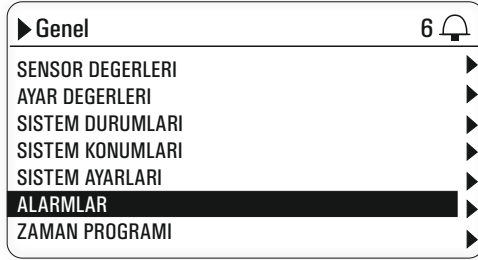 Genel 6
SENSOR DEGERLERI
AYAR DEGERLERI
SISTEM DURUMLARI
SISTEM KONUMLARI
SISTEM AYARLARI
ALARMLAR
ZAMAN PROGRAMI